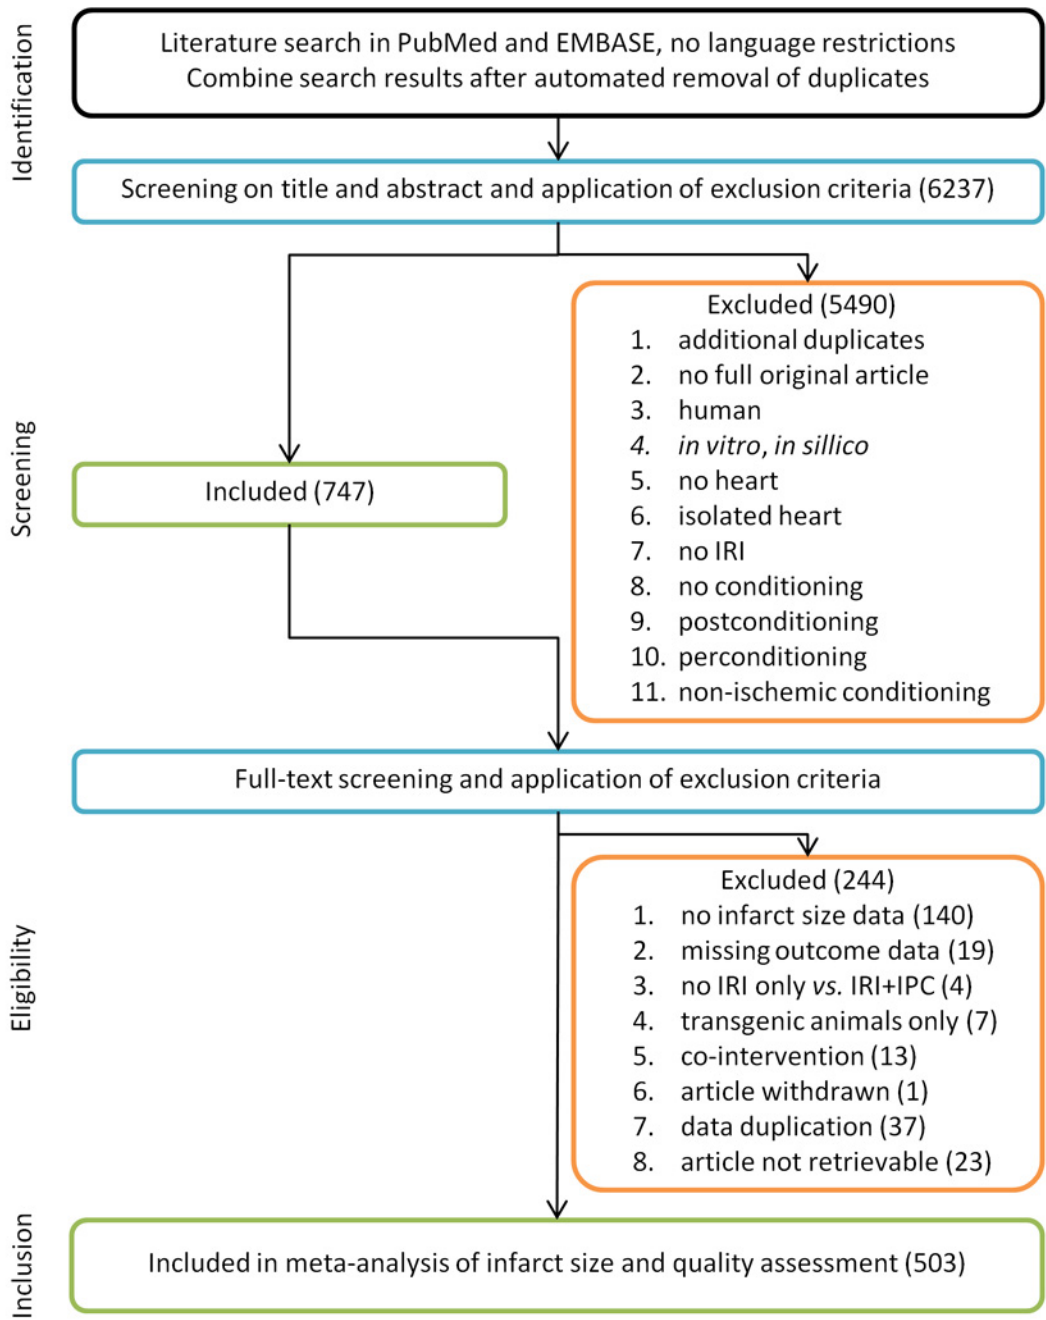 Identification
Literature search in PubMed and EMBASE, no language restrictions
Combine search results after automated removal of duplicates
Screening on title and abstract and application of exclusion criteria (6237)
Screening
Excluded (5490)
1. additional duplicates
2. no full original article
3. human
4. in vitro, in sillico
5. no heart
6. isolated heart
7. no IRI
8. no conditioning
9. postconditioning
10. perconditioning
11. non-ischemic conditioning
Included (747)
Full-text screening and application of exclusion criteria
Eligibility
Excluded (244)
1. no infarct size data (140)
2. missing outcome data (19)
3. no IRI only vs. IRI+IPC (4)
4. transgenic animals only (7)
5. co-intervention (13)
6. article withdrawn (1)
7. data duplication (37)
8. article not retrievable (23)
Inclusion
Included in meta-analysis of infarct size and quality assessment (503)